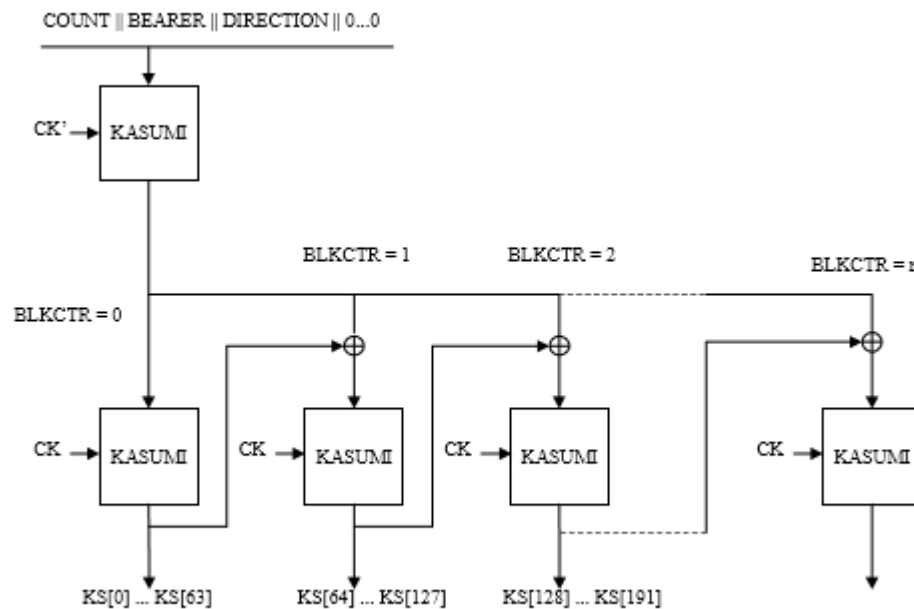 COUNT || BEARER || DIRECTION || 0...0
CK' KASUMI
BLKCTR = 1 BLKCTR = 2 BLKCTR = n
BLKCTR = 0
CK KASUMI CK KASUMI CK KASUMI CK KASUMI
KS[0] ... KS[63] KS[64] ... KS[127] KS[128] ... KS[191]